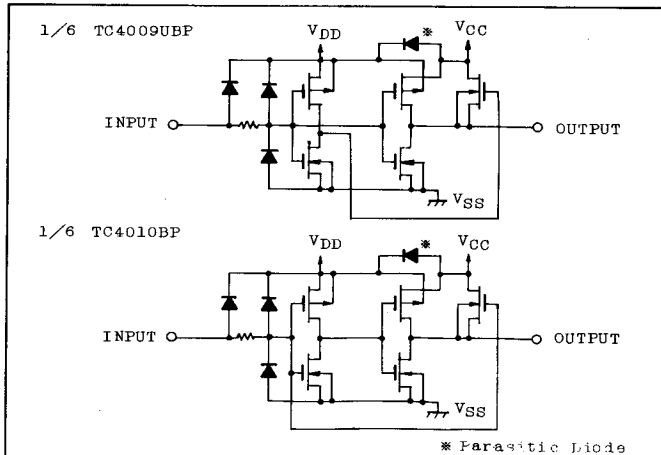 1/6 TC4009UBP
VDD
※
VCC
INPUT
OUTPUT
VSS
1/6 TC4010BP
VDD
※
VCC
INPUT
OUTPUT
VSS
※ Parasitic Diode